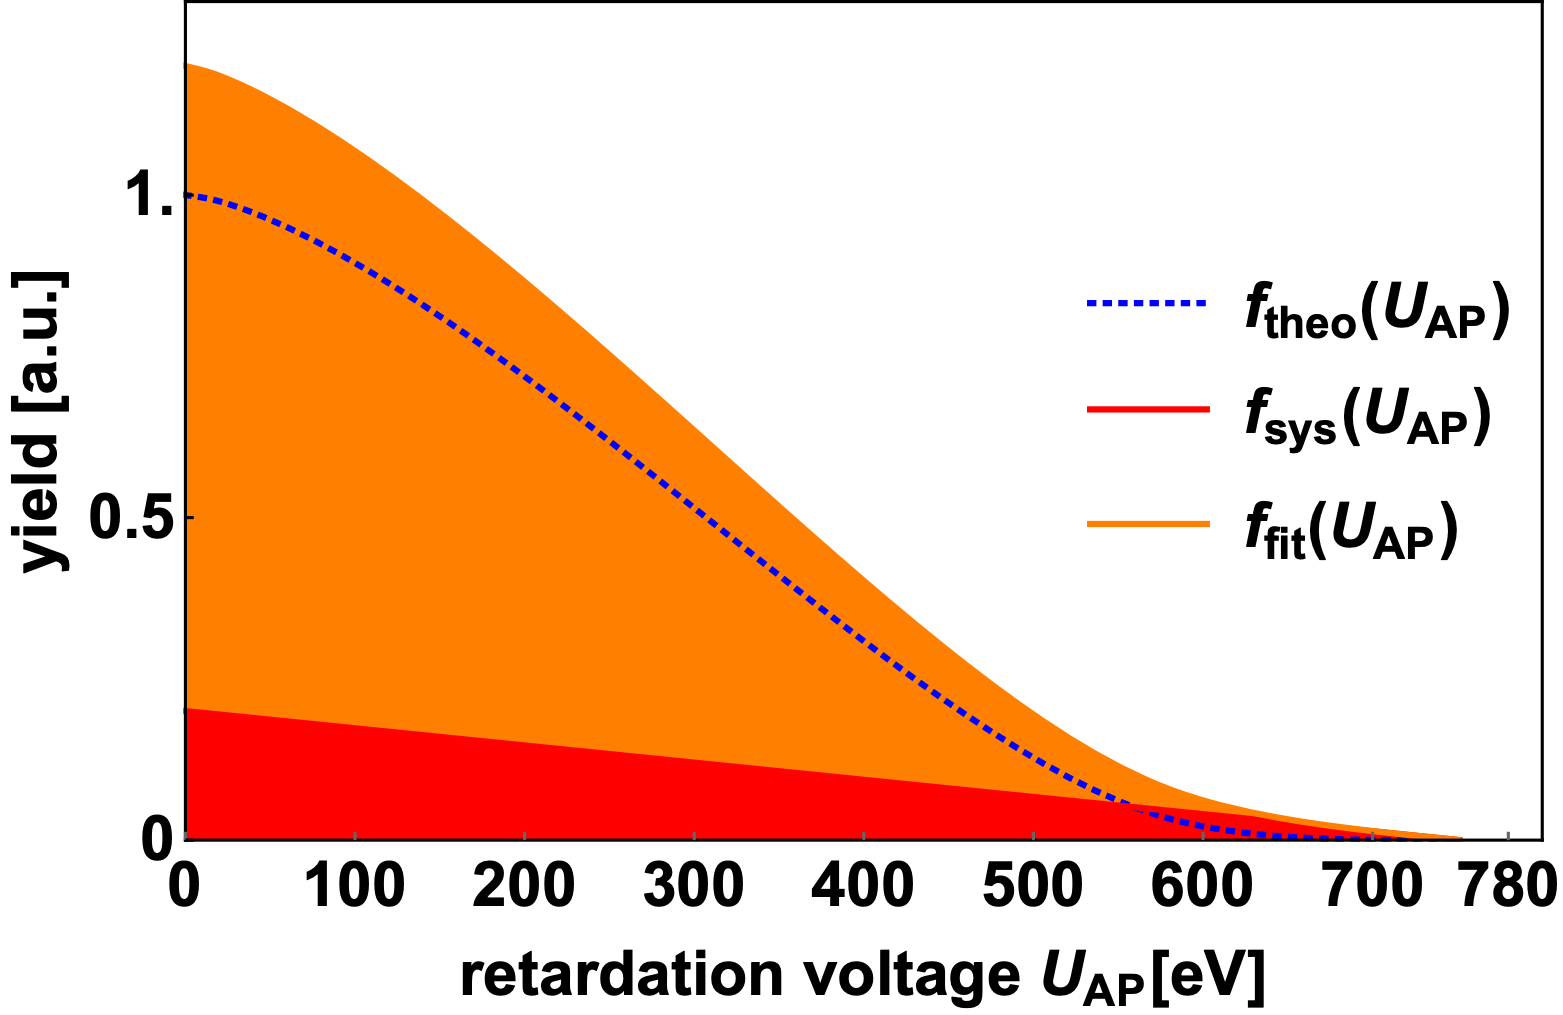 yield [a.u.]
1.
0.5
0
f_theo(U_AP)
f_sys(U_AP)
f_fit(U_AP)
0 100 200 300 400 500 600 700 780
retardation voltage U_AP[eV]